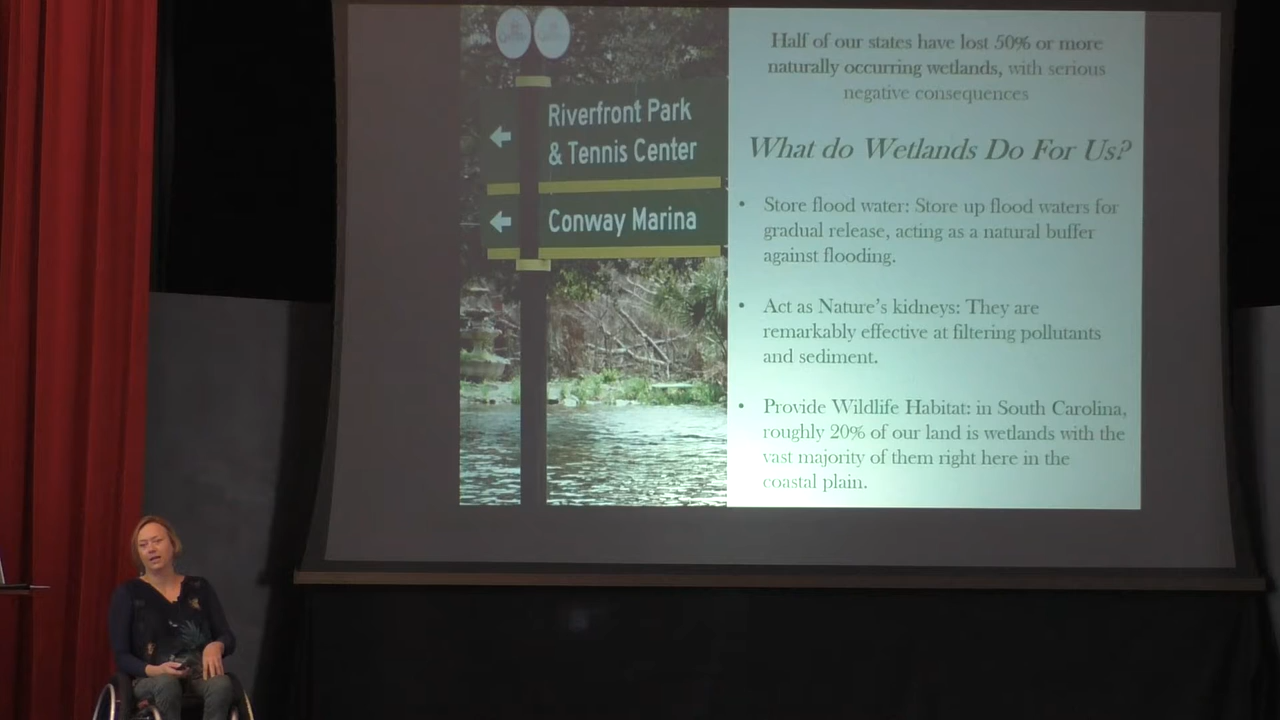 Riverfront Park
& Tennis Center
Conway Marina
Half of our states have lost 50% or more
naturally occurring wetlands, with serious
negative consequences
What do Wetlands Do For Us?
• Store flood water: Store up flood waters for
gradual release, acting as a natural buffer
against flooding.
• Act as Nature's kidneys: They are
remarkably effective at filtering pollutants
and sediment.
• Provide Wildlife Habitat: in South Carolina,
roughly 20% of our land is wetlands with the
vast majority of them right here in the
coastal plain.